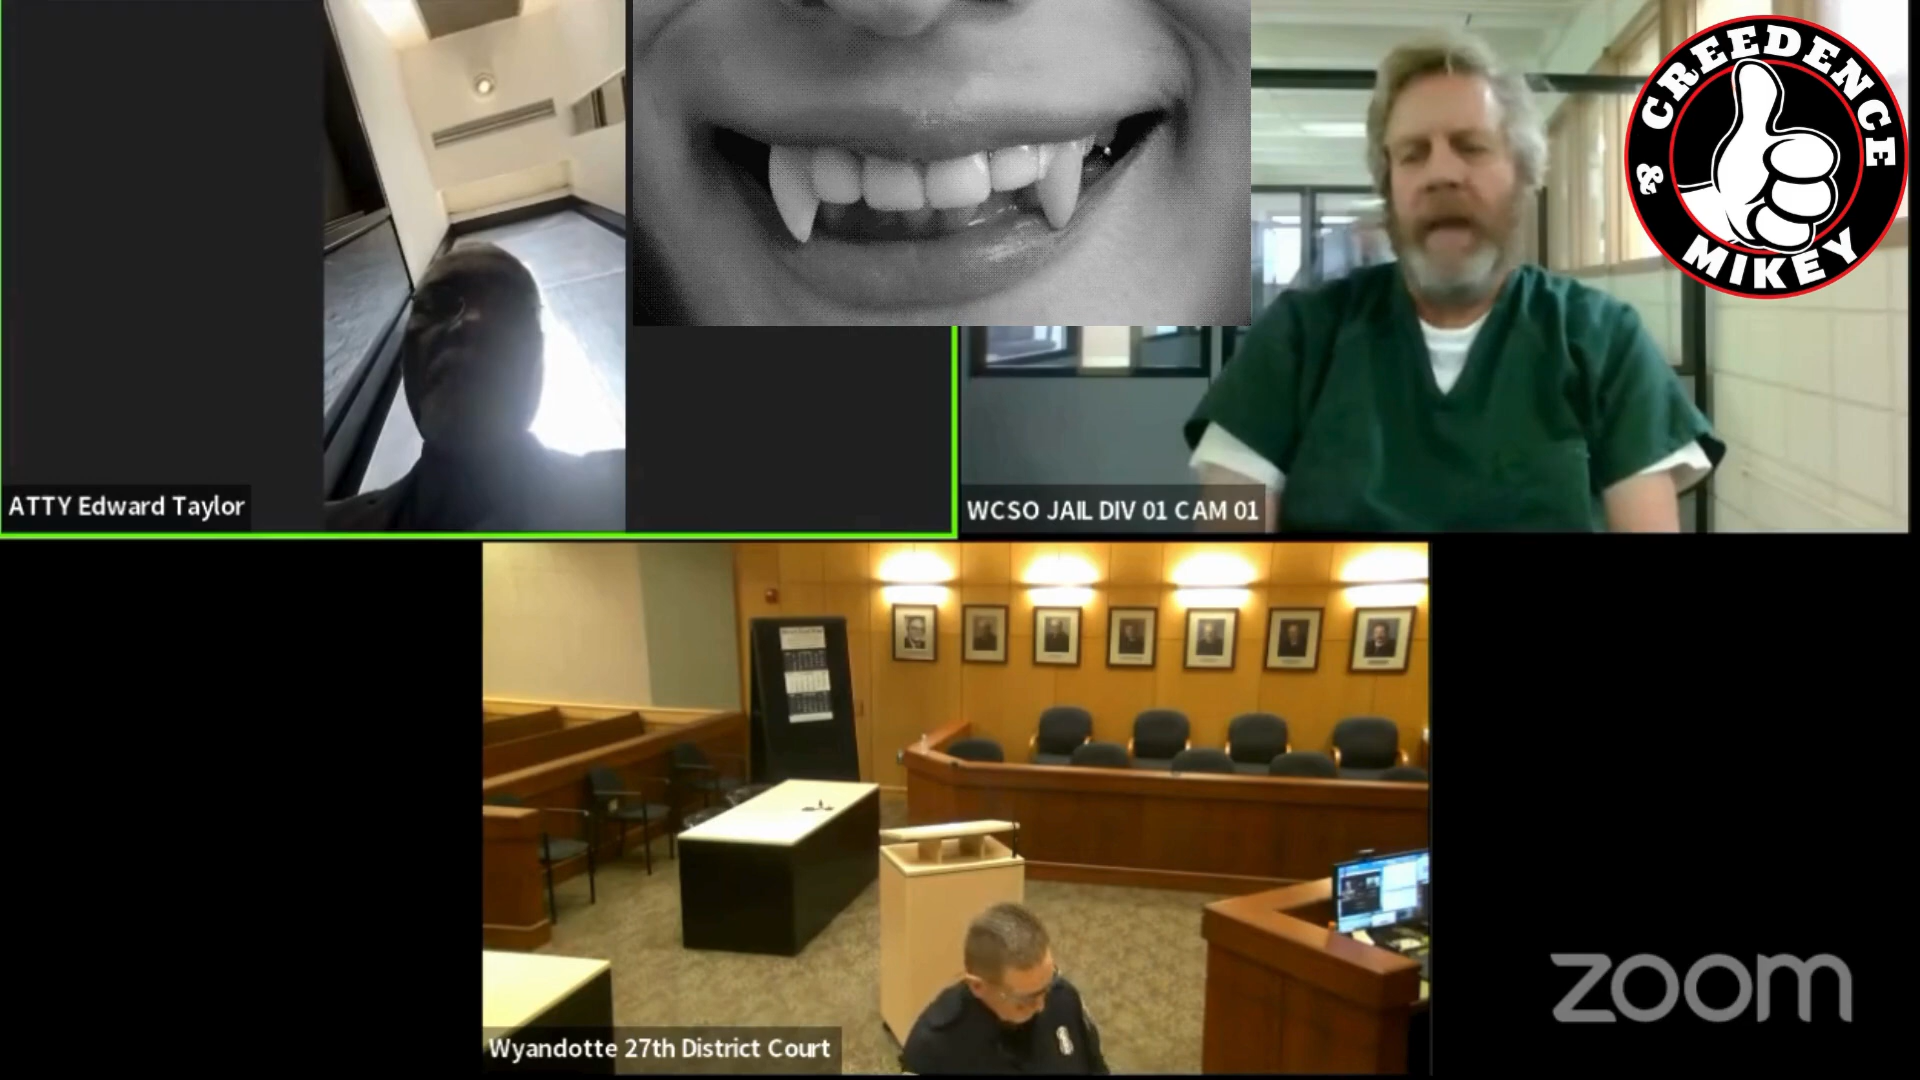 CREEDENCE
& MIKEY
ATTY Edward Taylor
WCSO JAIL DIV 01 CAM 01
Wyandotte 27th District Court
zoom